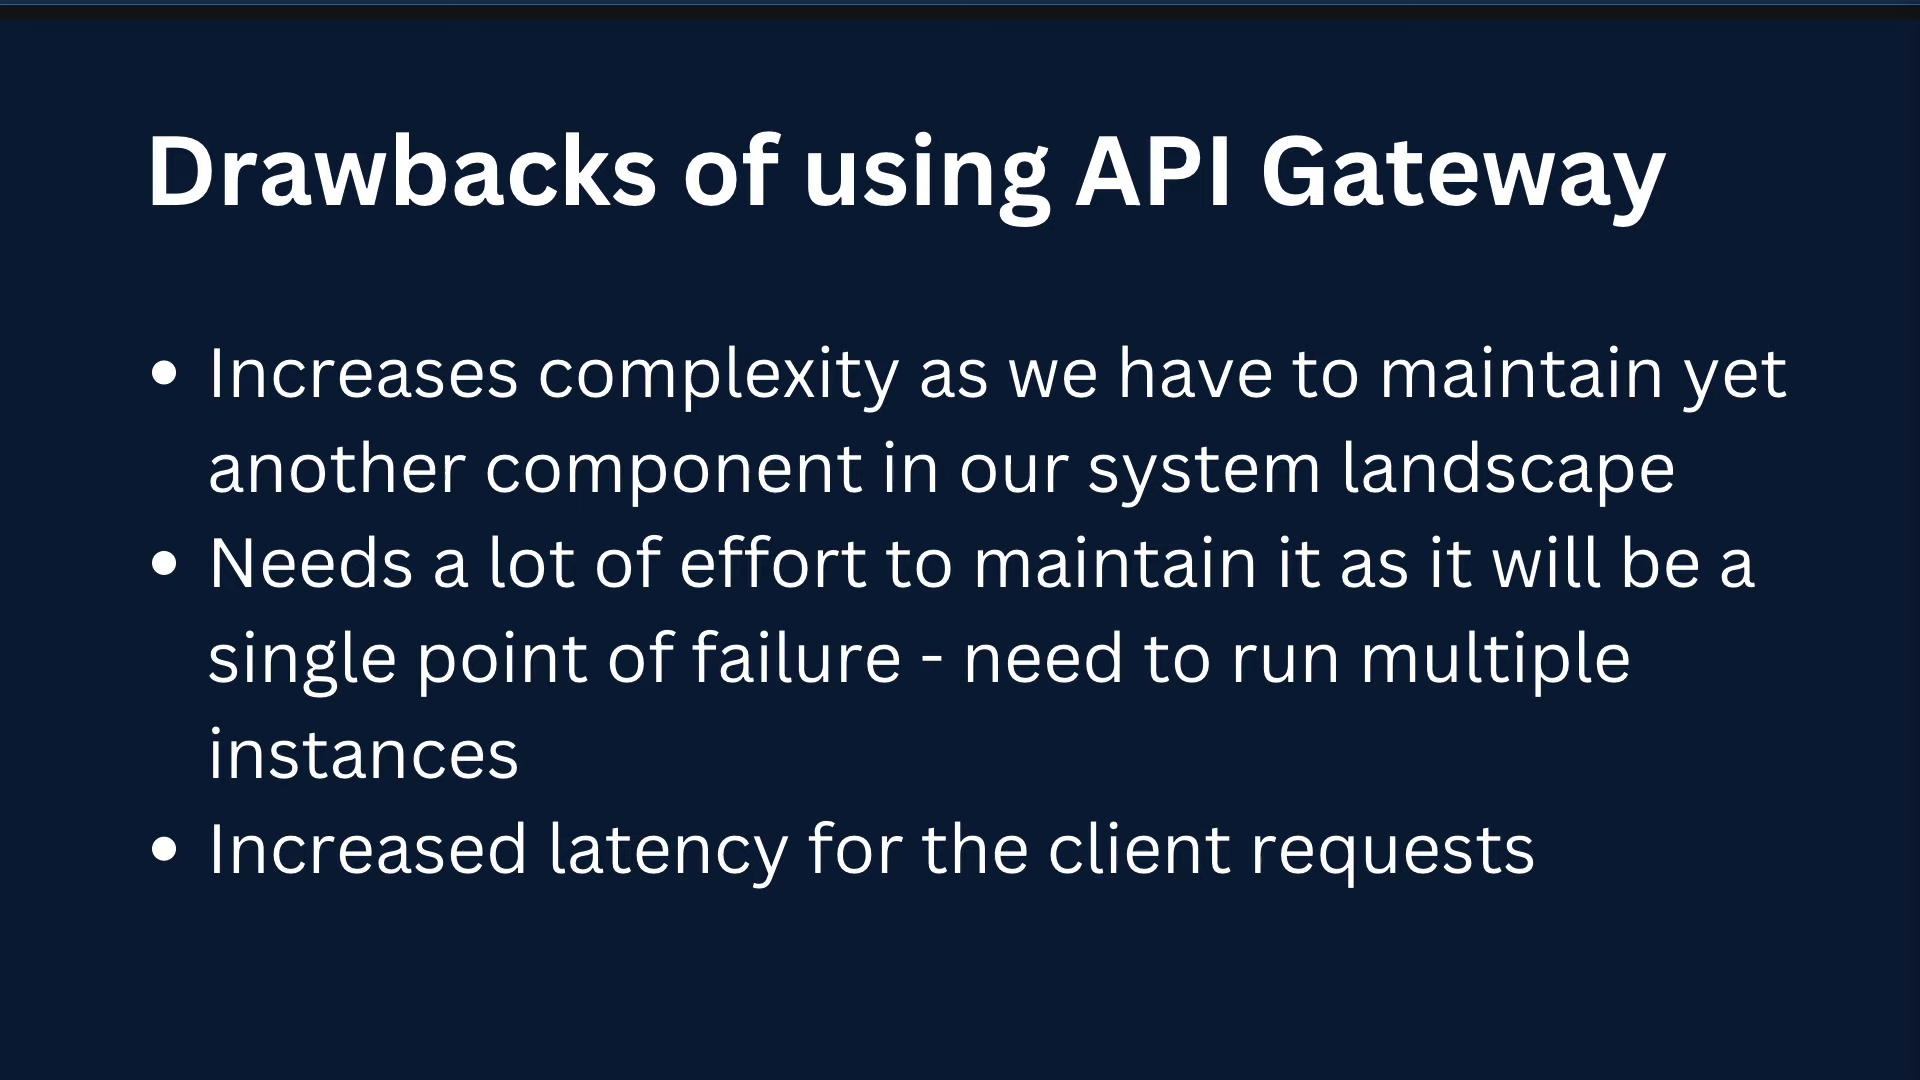 Drawbacks of using API Gateway
• Increases complexity as we have to maintain yet
another component in our system landscape
• Needs a lot of effort to maintain it as it will be a
single point of failure - need to run multiple
instances
• Increased latency for the client requests